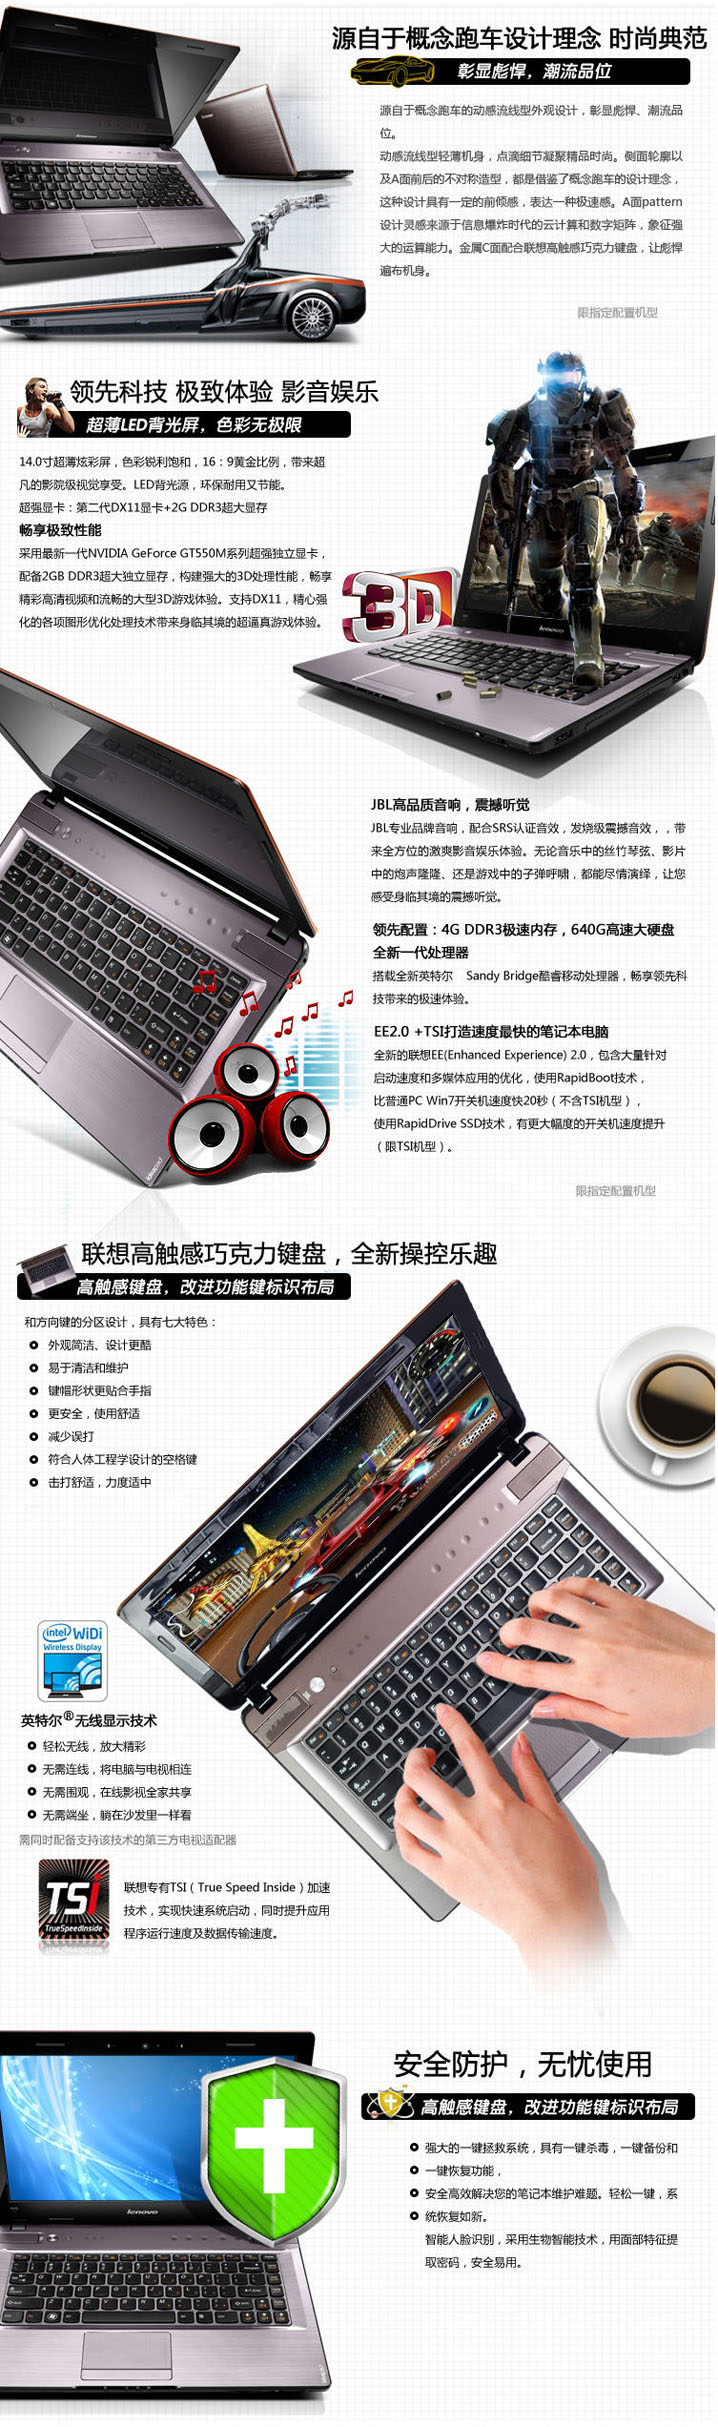 源自于概念跑车设计理念 时尚典范
彰显彪悍，潮流品位
源自于概念跑车的动感流线型外观设计，彰显彪悍、潮流品
位。
动感流线型轻薄机身，点滴细节凝聚精品时尚。侧面轮廓以
及A面前后的不对称造型，都是借鉴了概念跑车的设计理念，
这种设计具有一定的前倾感，表达一种极速感。A面pattern
设计灵感来源于信息爆炸时代的云计算和数字矩阵，象征强
大的运算能力。金属C面配合联想高触感巧克力键盘，让彪悍
遍布机身。
限指定配置机型
领先科技 极致体验 影音娱乐
超薄LED背光屏，色彩无极限
14.0寸超薄炫彩屏，色彩锐利饱和，16：9黄金比例，带来超
凡的影院级视觉享受。LED背光源，环保耐用又节能。
超强显卡：第二代DX11显卡+2G DDR3超大显存
畅享极致性能
采用最新一代NVIDIA GeForce GT550M系列超强独立显卡，
配备2GB DDR3超大独立显存，构建强大的3D处理性能，畅享
精彩高清视频和流畅的大型3D游戏体验。支持DX11，精心强
化的各项图形优化处理技术带来身临其境的超逼真游戏体验。
3D
lenovo
JBL高品质音响，震撼听觉
JBL专业品牌音响，配合SRS认证音效，发烧级震撼音效，，带
来全方位的激爽影音娱乐体验。无论音乐中的丝竹琴弦、影片
中的炮声隆隆、还是游戏中的子弹呼啸，都能尽情演绎，让您
感受身临其境的震撼听觉。
领先配置：4G DDR3极速内存，640G高速大硬盘
全新一代处理器
搭载全新英特尔 Sandy Bridge酷睿移动处理器，畅享领先科
技带来的极速体验。
EE2.0 +TSI打造速度最快的笔记本电脑
全新的联想EE(Enhanced Experience) 2.0，包含大量针对
启动速度和多媒体应用的优化，使用RapidBoot技术，
比普通PC Win7开关机速度快20秒（不含TSI机型），
使用RapidDrive SSD技术，有更大幅度的开关机速度提升
（限TSI机型）。
ideapad
限指定配置机型
联想高触感巧克力键盘，全新操控乐趣
高触感键盘，改进功能键标识布局
和方向键的分区设计，具有七大特色：
外观简洁、设计更酷
易于清洁和维护
键帽形状更贴合手指
更安全，使用舒适
减少误打
符合人体工程学设计的空格键
击打舒适，力度适中
lenovo
intel WiDi
Wireless Display
英特尔®无线显示技术
轻松无线，放大精彩
无需连线，将电脑与电视相连
无需围观，在线影视全家共享
无需端坐，躺在沙发里一样看
需同时配备支持该技术的第三方电视适配器
TSi
TrueSpeedInside
联想专有TSI（True Speed Inside）加速
技术，实现快速系统启动，同时提升应用
程序运行速度及数据传输速度。
安全防护，无忧使用
高触感键盘，改进功能键标识布局
强大的一键拯救系统，具有一键杀毒，一键备份和
一键恢复功能，
安全高效解决您的笔记本维护难题。轻松一键，系
统恢复如新。
智能人脸识别，采用生物智能技术，用面部特征提
取密码，安全易用。
lenovo